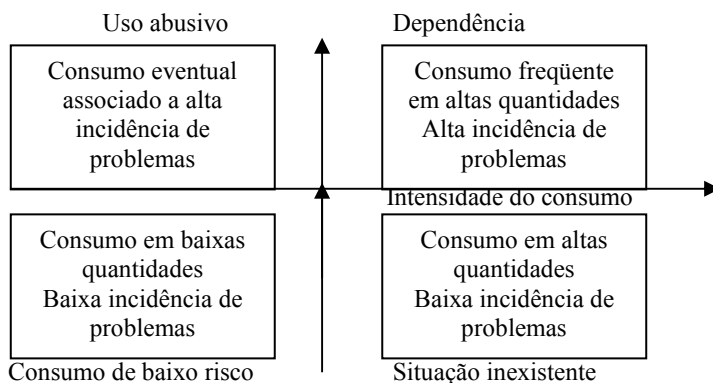 Uso abusivo
Dependência
Consumo eventual
associado a alta
incidência de
problemas
Consumo freqüente
em altas quantidades
Alta incidência de
problemas
Intensidade do consumo
Consumo em baixas
quantidades
Baixa incidência de
problemas
Consumo em altas
quantidades
Baixa incidência de
problemas
Consumo de baixo risco
Situação inexistente